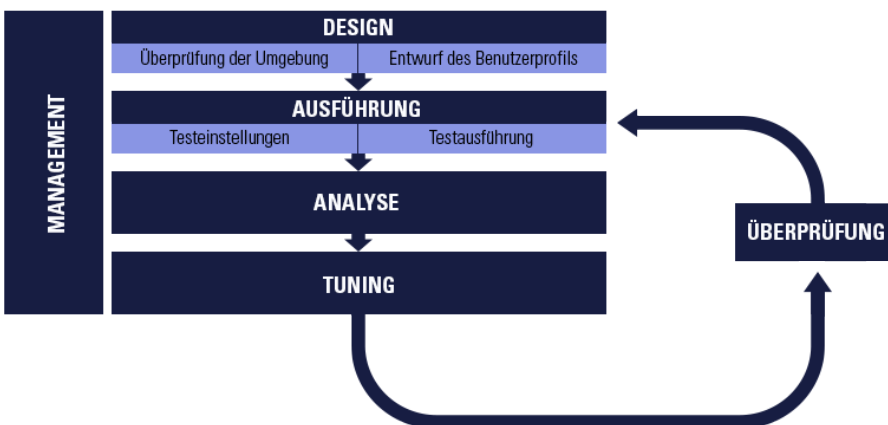 MANAGEMENT
DESIGN
Überprüfung der Umgebung
Entwurf des Benutzerprofils
AUSFÜHRUNG
Testeinstellungen
Testausführung
ANALYSE
TUNING
ÜBERPRÜFUNG